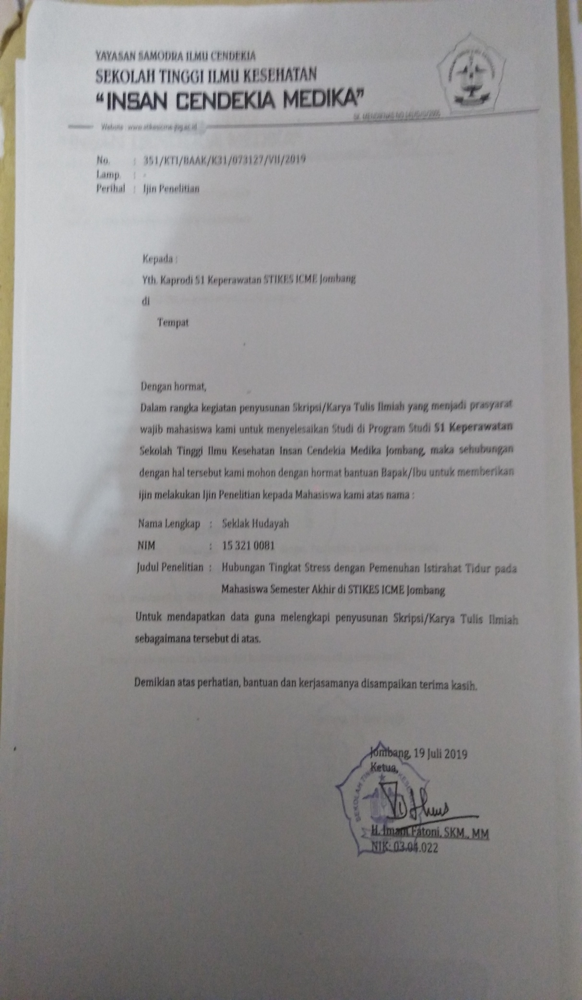 YAYASAN SAMODRA ILMU CENDEKIA
SEKOLAH TINGGI ILMU KESEHATAN
“INSAN CENDEKIA MEDIKA”
SK. MENDIKNAS NO.
Website : www.stikesicme-jbg.ac.id
No. : 351/KTI/BAAK/K31/073127/VII/2019
Lamp. : -
Perihal : Ijin Penelitian
Kepada :
Yth. Kaprodi S1 Keperawatan STIKES ICME Jombang
di
Tempat
Dengan hormat,
Dalam rangka kegiatan penyusunan Skripsi/Karya Tulis Ilmiah yang menjadi prasyarat
wajib mahasiswa kami untuk menyelesaikan Studi di Program Studi S1 Keperawatan
Sekolah Tinggi Ilmu Kesehatan Insan Cendekia Medika Jombang, maka sehubungan
dengan hal tersebut kami mohon dengan hormat bantuan Bapak/Ibu untuk memberikan
ijin melakukan Ijin Penelitian kepada Mahasiswa kami atas nama :
Nama Lengkap : Seklak Hudayah
NIM : 15 321 0081
Judul Penelitian : Hubungan Tingkat Stress dengan Pemenuhan Istirahat Tidur pada
Mahasiswa Semester Akhir di STIKES ICME Jombang
Untuk mendapatkan data guna melengkapi penyusunan Skripsi/Karya Tulis Ilmiah
sebagaimana tersebut di atas.
Demikian atas perhatian, bantuan dan kerjasamanya disampaikan terima kasih.
Jombang, 19 Juli 2019
Ketua,
SEKOLAH
H. Imam Fatoni, SKM., MM
NIK: 03.04.022